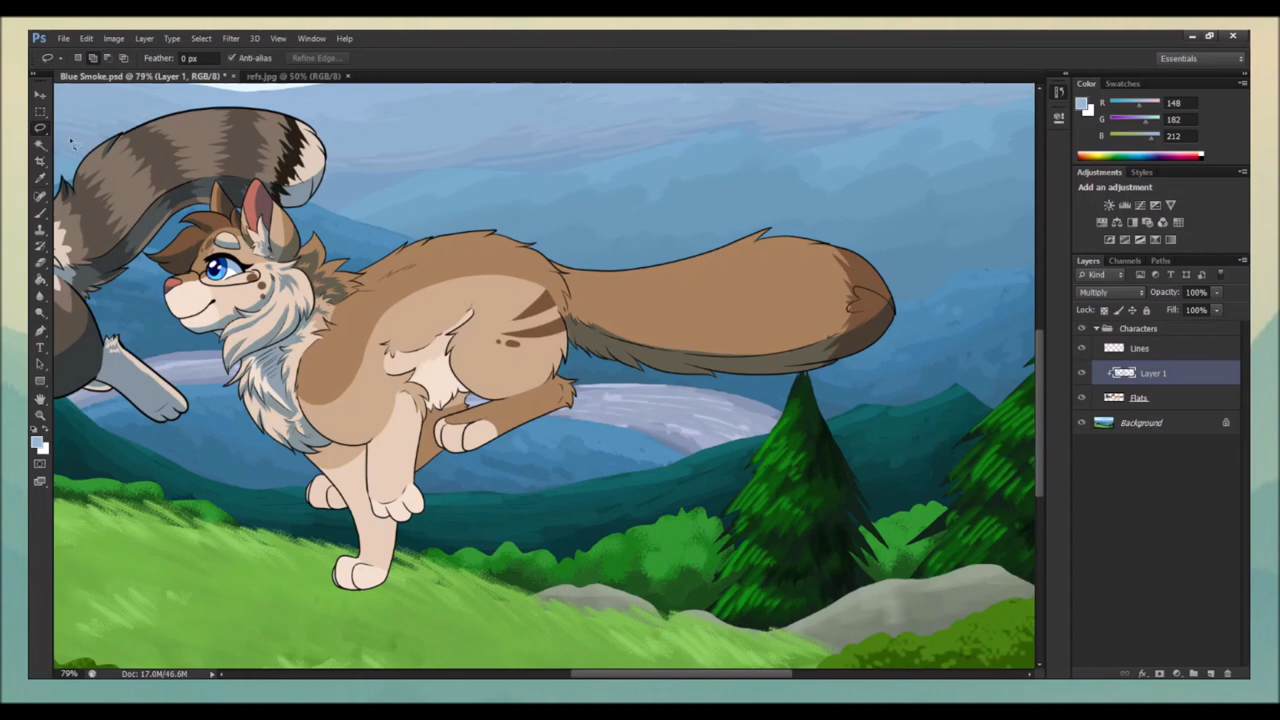 Ps File Edit Image Layer Type Select Filter 3D View Window Help
Feather: 0 px Anti-alias Refine Edge... Essentials
Blue Smoke.psd @ 79% (Layer 1, RGB/8) * × refs.jpg @ 50% (RGB/8) ×
Color Swatches
R 148
G 182
B 212
Adjustments Styles
Add an adjustment
Layers Channels Paths
Kind
Multiply Opacity: 100%
Lock: Fill: 100%
Characters
Lines
Layer 1
Flats
Background
79% Doc: 17.0M/46.6M